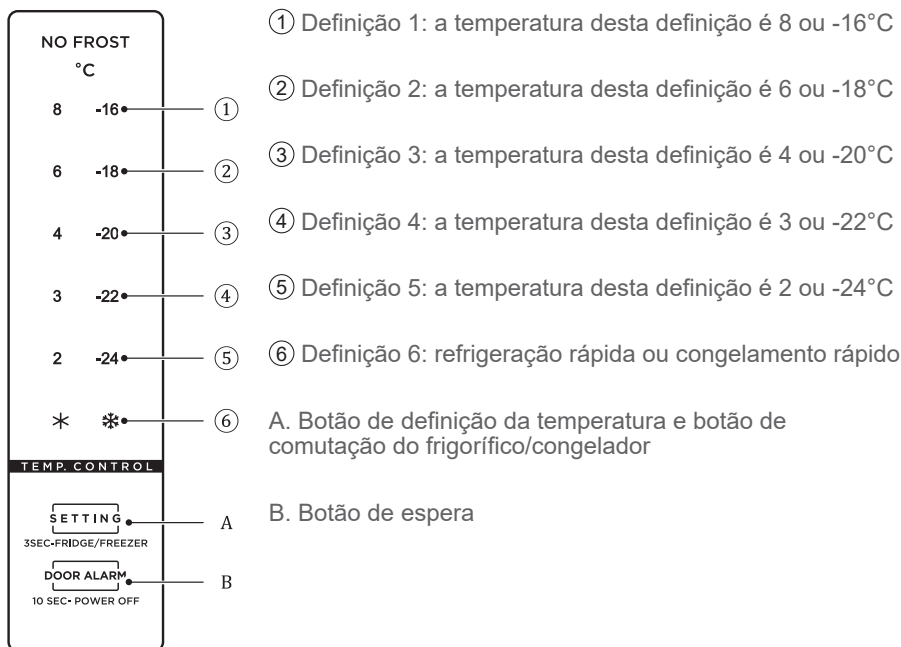 NO FROST
°C
8 -16 ①
6 -18 ②
4 -20 ③
3 -22 ④
2 -24 ⑤
⑥
TEMP. CONTROL
SETTING A
3SEC-FRIDGE/FREEZER
DOOR ALARM B
10 SEC- POWER OFF
① Definição 1: a temperatura desta definição é 8 ou -16°C
② Definição 2: a temperatura desta definição é 6 ou -18°C
③ Definição 3: a temperatura desta definição é 4 ou -20°C
④ Definição 4: a temperatura desta definição é 3 ou -22°C
⑤ Definição 5: a temperatura desta definição é 2 ou -24°C
⑥ Definição 6: refrigeração rápida ou congelamento rápido
A. Botão de definição da temperatura e botão de
comutação do frigorífico/congelador
B. Botão de espera